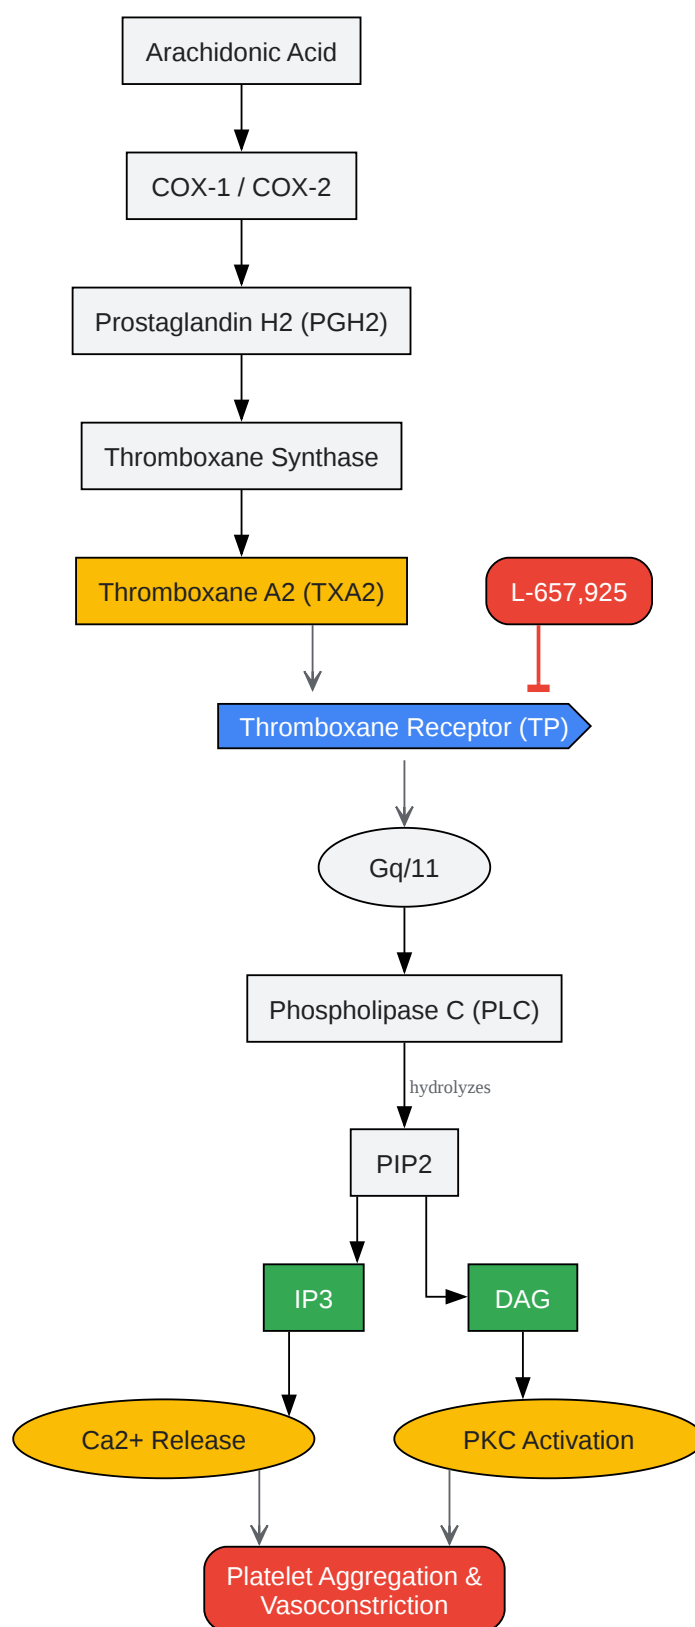 Arachidonic Acid
COX-1 / COX-2
Prostaglandin H2 (PGH2)
Thromboxane Synthase
Thromboxane A2 (TXA2)
L-657,925
Thromboxane Receptor (TP)
Gq/11
Phospholipase C (PLC)
hydrolyzes
PIP2
IP3
DAG
Ca2+ Release
PKC Activation
Platelet Aggregation &
Vasoconstriction